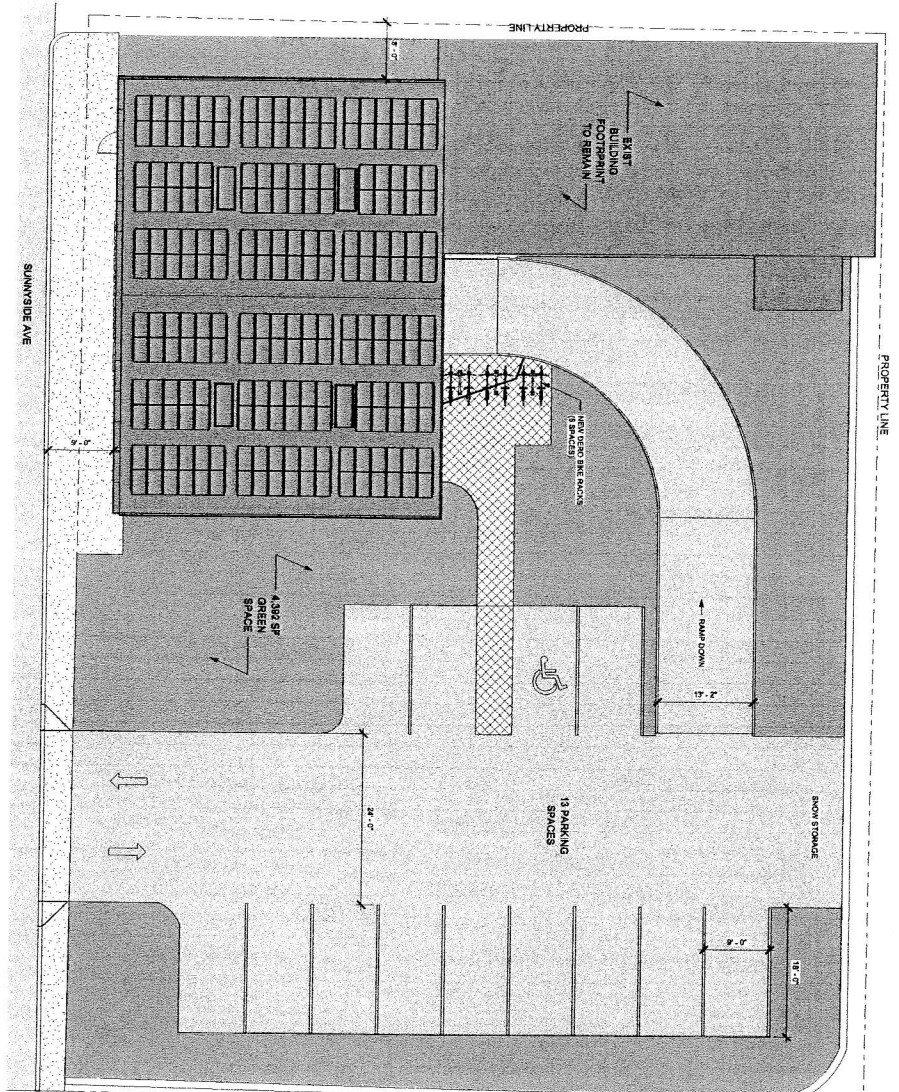 PROPERTY LINE
8' - 0"
EXIST
BUILDING
FOOTPRINT
TO REMAIN
PROPERTY LINE
SUNNYSIDE AVE
9' - 0"
NEW DERO BIKE RACKS
RAMP DOWN
13' - 2"
4,392 SF
GREEN
SPACE
24' - 0"
13 PARKING
SPACES
SNOW STORAGE
9' - 0"
18' - 0"